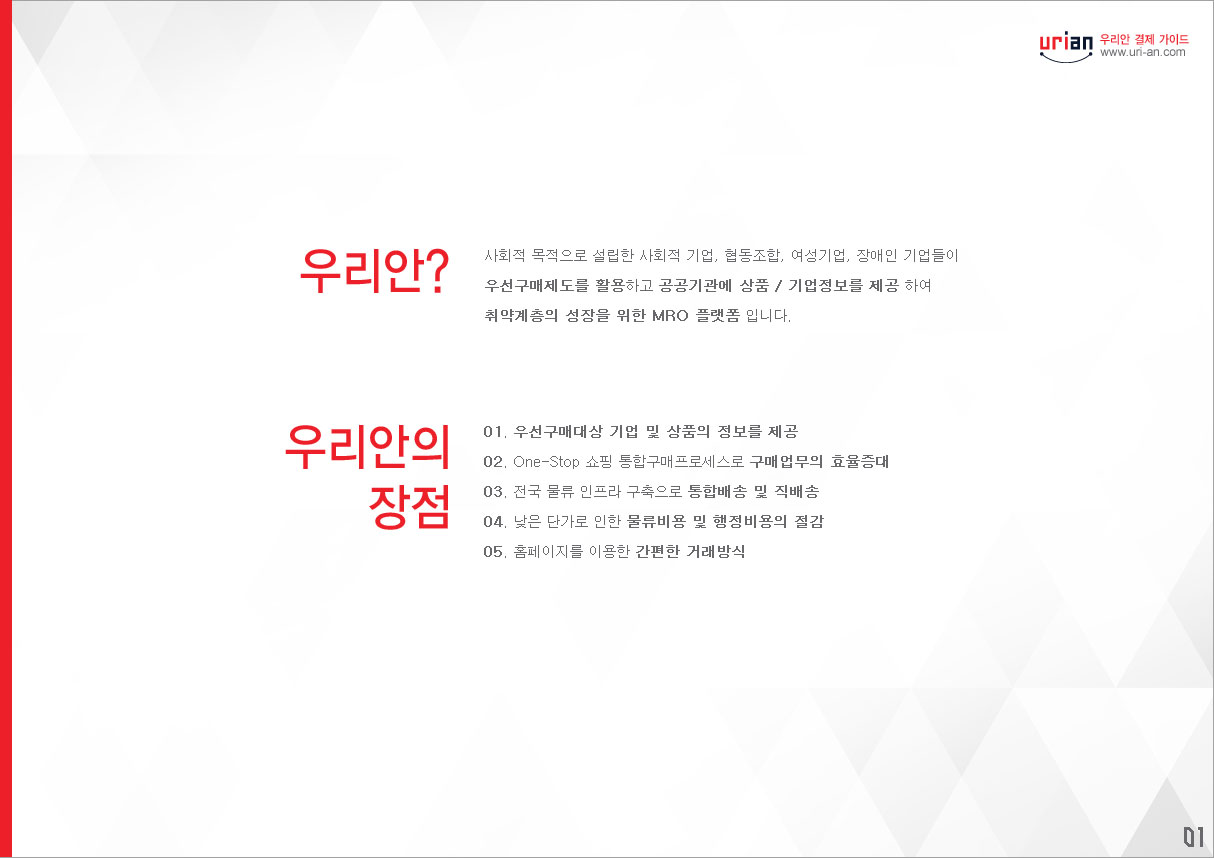 urian 우리안 결제 가이드
www.uri-an.com
우리안?
사회적 목적으로 설립한 사회적 기업, 협동조합, 여성기업, 장애인 기업들이
우선구매제도를 활용하고 공공기관에 상품 / 기업정보를 제공 하여
취약계층의 성장을 위한 MRO 플랫폼 입니다.
우리안의
장점
01. 우선구매대상 기업 및 상품의 정보를 제공
02. One-Stop 쇼핑 통합구매프로세스로 구매업무의 효율증대
03. 전국 물류 인프라 구축으로 통합배송 및 직배송
04. 낮은 단가로 인한 물류비용 및 행정비용의 절감
05. 홈페이지를 이용한 간편한 거래방식
01